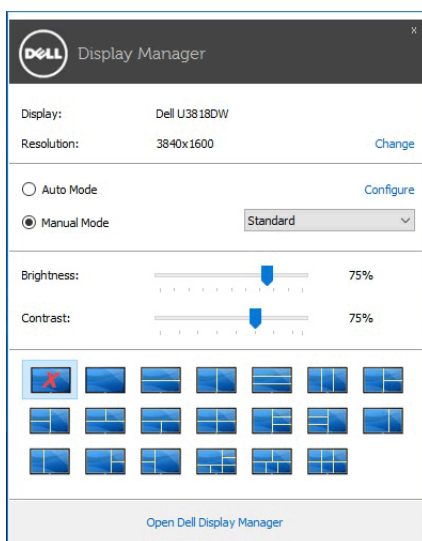 x
DELL Display Manager
Display: Dell U3818DW
Resolution: 3840x1600 Change
Auto Mode Configure
Manual Mode Standard
Brightness: 75%
Contrast: 75%
Open Dell Display Manager